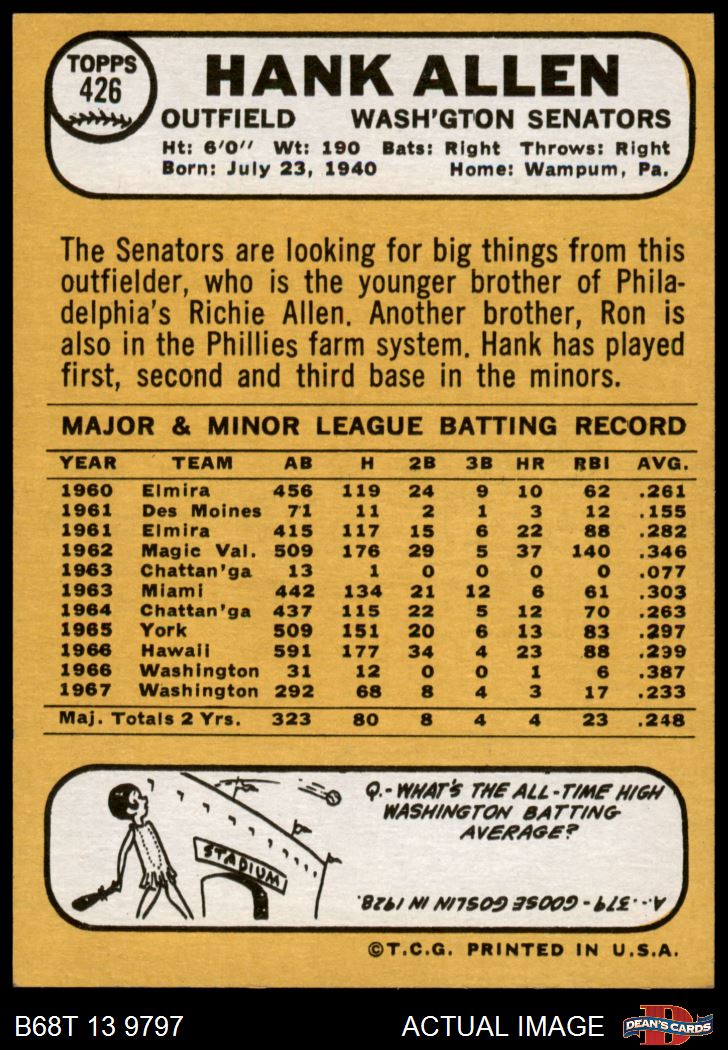 TOPPS
426
HANK ALLEN
OUTFIELD WASH'GTON SENATORS
Ht: 6'0" Wt: 190 Bats: Right Throws: Right
Born: July 23, 1940 Home: Wampum, Pa.
The Senators are looking for big things from this
outfielder, who is the younger brother of Phila-
delphia's Richie Allen. Another brother, Ron is
also in the Phillies farm system. Hank has played
first, second and third base in the minors.
MAJOR & MINOR LEAGUE BATTING RECORD
YEAR TEAM AB H 2B 3B HR RBI AVG.
1960 Elmira 456 119 24 9 10 62 .261
1961 Des Moines 71 11 2 1 3 12 .155
1961 Elmira 415 117 15 6 22 88 .282
1962 Magic Val. 509 176 29 5 37 140 .346
1963 Chattan'ga 13 1 0 0 0 0 .077
1963 Miami 442 134 21 12 6 61 .303
1964 Chattan'ga 437 115 22 5 12 70 .263
1965 York 509 151 20 6 13 83 .297
1966 Hawaii 591 177 34 4 23 88 .299
1966 Washington 31 12 0 0 1 6 .387
1967 Washington 292 68 8 4 3 17 .233
Maj. Totals 2 Yrs. 323 80 8 4 4 23 .248
Q.-WHAT'S THE ALL-TIME HIGH
WASHINGTON BATTING
AVERAGE?
STADIUM
A..379-GOOSE GOSLIN IN 1928.
©T.C.G. PRINTED IN U.S.A.
B68T 13 9797 ACTUAL IMAGE
D
DEAN'S CARDS